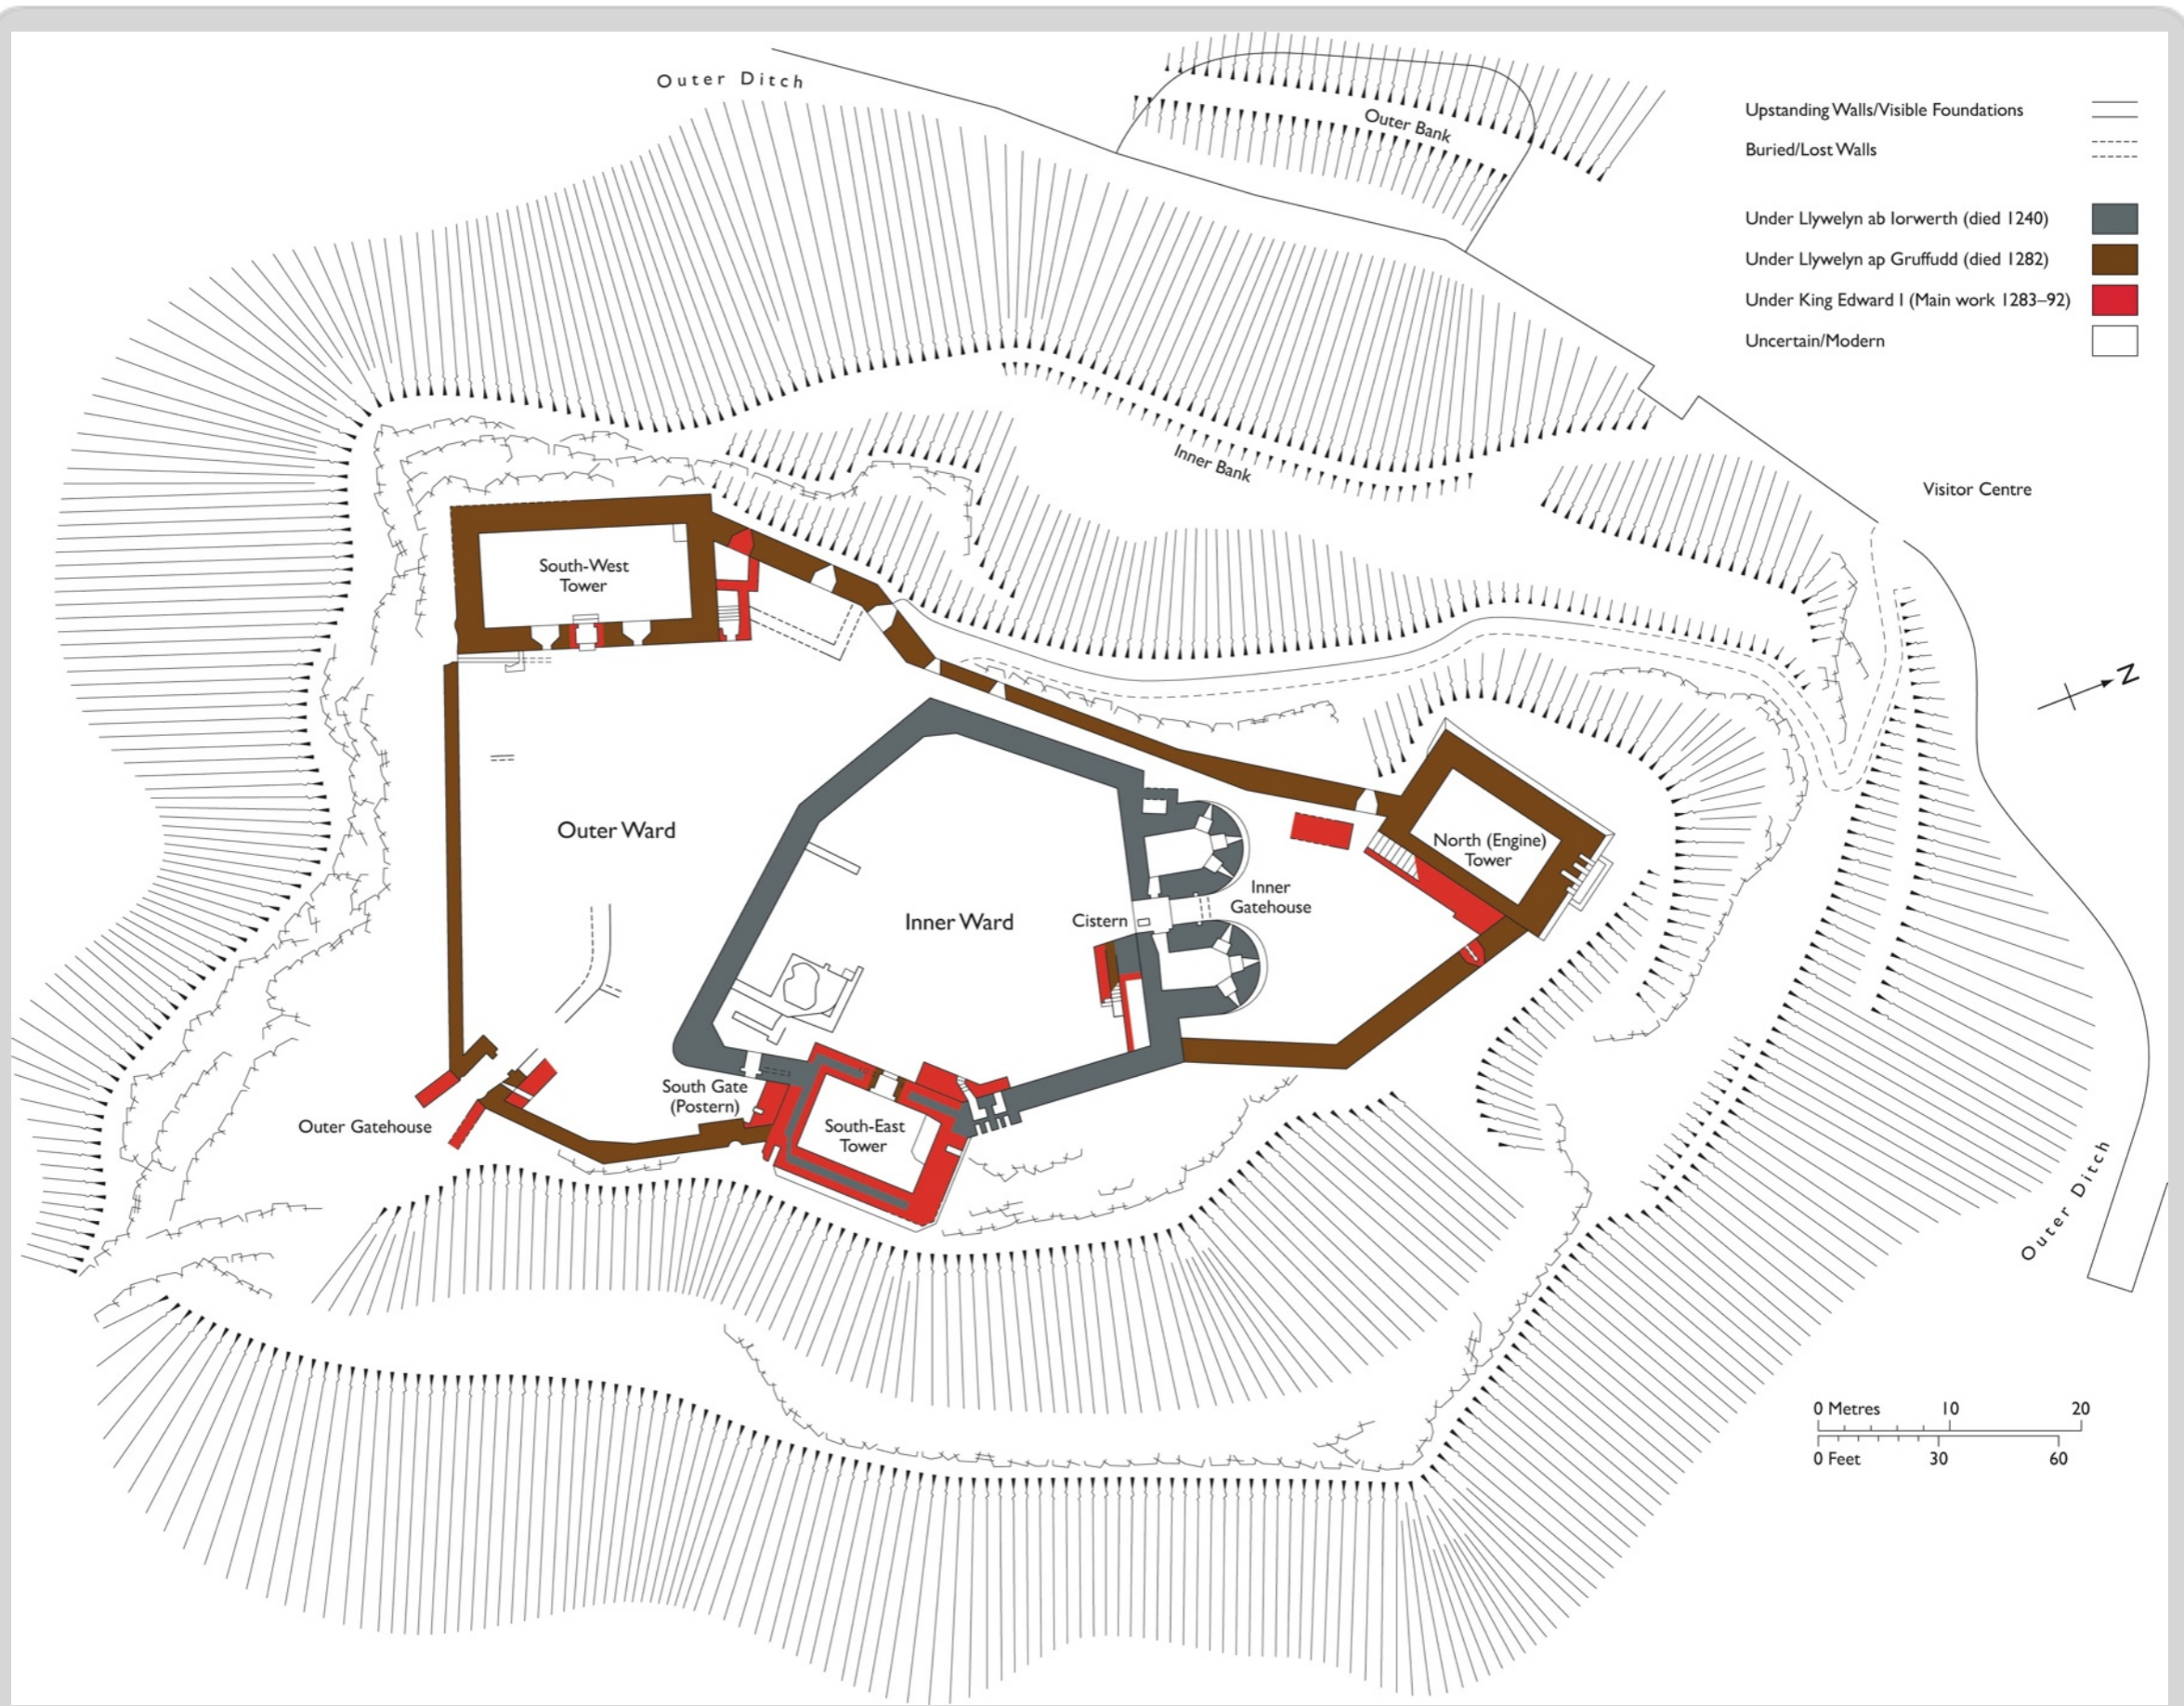 Outer Ditch
Outer Bank
Upstanding Walls/Visible Foundations
Buried/Lost Walls
Under Llywelyn ab Iorwerth (died 1240)
Under Llywelyn ap Gruffudd (died 1282)
Under King Edward I (Main work 1283–92)
Uncertain/Modern
Inner Bank
Visitor Centre
South-West
Tower
N
Outer Ward
North (Engine)
Tower
Inner
Gatehouse
Inner Ward
Cistern
South Gate
(Postern)
Outer Gatehouse
South-East
Tower
Outer Ditch
0 Metres 10 20
0 Feet 30 60